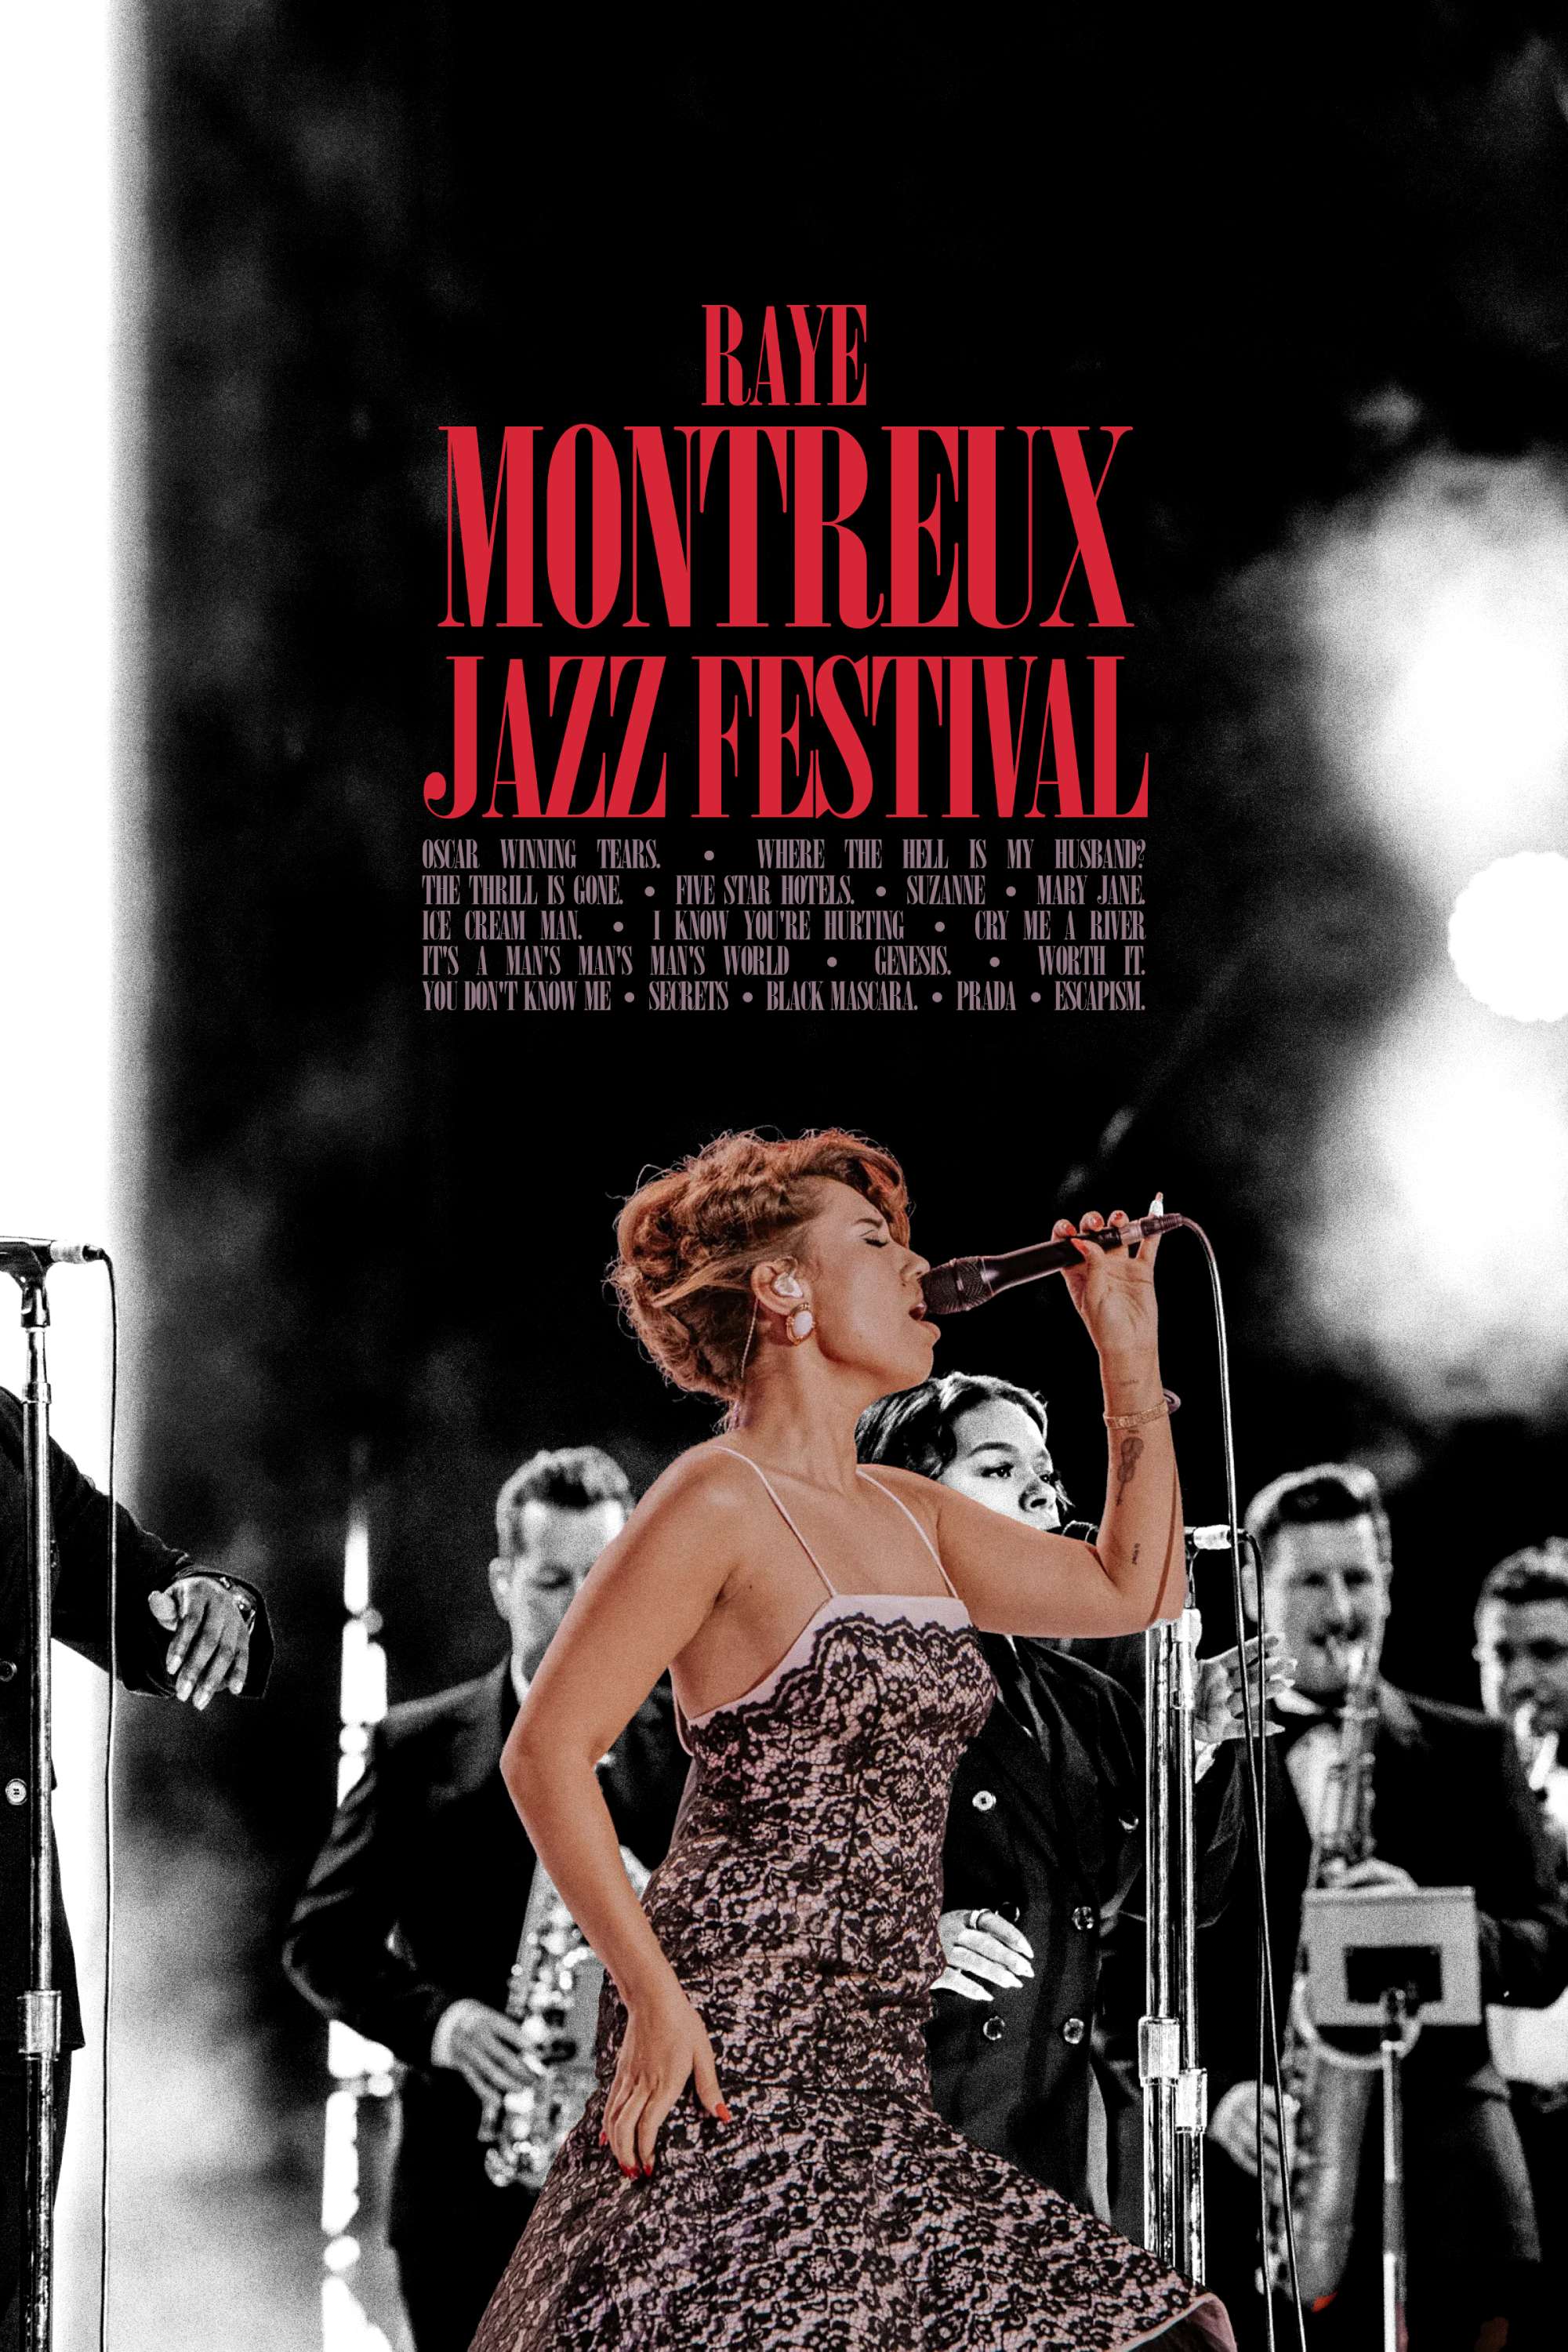 RAYE
MONTREUX
JAZZ FESTIVAL
OSCAR WINNING TEARS. • WHERE THE HELL IS MY HUSBAND?
THE THRILL IS GONE. • FIVE STAR HOTELS. • SUZANNE • MARY JANE.
ICE CREAM MAN. • I KNOW YOU'RE HURTING • CRY ME A RIVER
IT'S A MAN'S MAN'S MAN'S WORLD • GENESIS. • WORTH IT.
YOU DON'T KNOW ME • SECRETS • BLACK MASCARA. • PRADA • ESCAPISM.